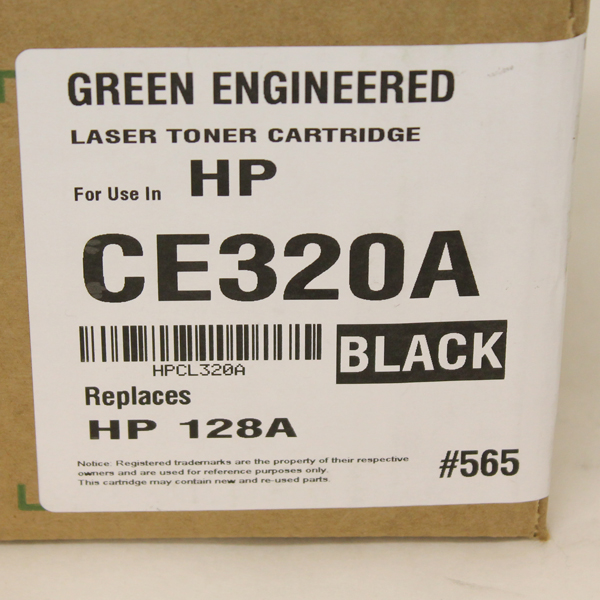 GREEN ENGINEERED
LASER TONER CARTRIDGE
For Use In HP
CE320A
HPCL320A
BLACK
Replaces
HP 128A
Notice: Registered trademarks are the property of their respective
owners and are used for reference purposes only.
This cartridge may contain new and re-used parts.
#565